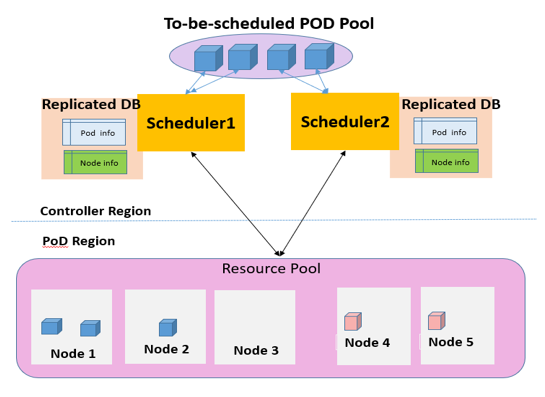 To-be-scheduled POD Pool
Replicated DB
Scheduler1
Scheduler2
Replicated DB
Pod info
Node info
Pod info
Node info
Controller Region
PoD Region
Resource Pool
Node 1
Node 2
Node 3
Node 4
Node 5